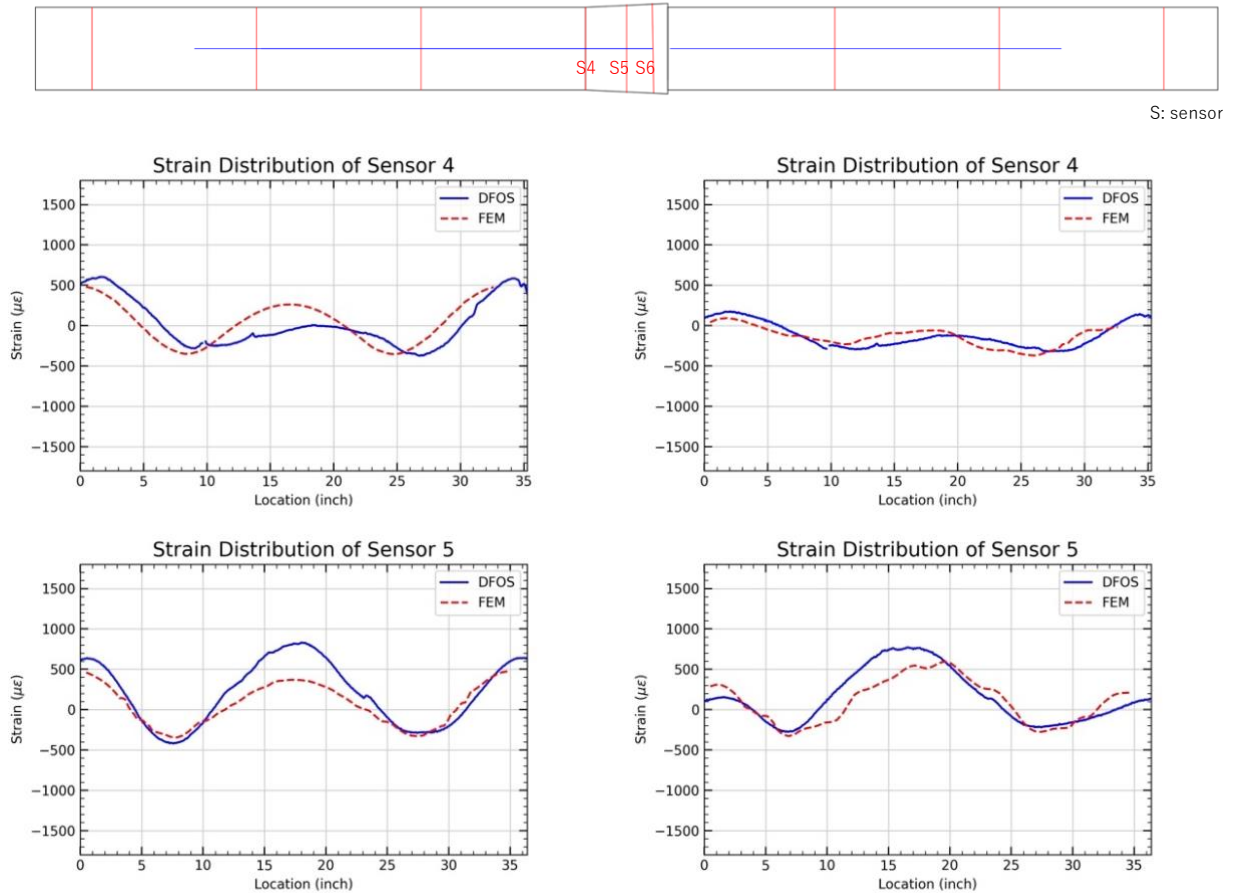 S4 S5 S6
S: sensor
Strain Distribution of Sensor 4
DFOS
FEM
1500
1000
500
0
−500
−1000
−1500
Strain (με)
0 5 10 15 20 25 30 35
Location (inch)
Strain Distribution of Sensor 4
DFOS
FEM
1500
1000
500
0
−500
−1000
−1500
Strain (με)
0 5 10 15 20 25 30 35
Location (inch)
Strain Distribution of Sensor 5
DFOS
FEM
1500
1000
500
0
−500
−1000
−1500
Strain (με)
0 5 10 15 20 25 30 35
Location (inch)
Strain Distribution of Sensor 5
DFOS
FEM
1500
1000
500
0
−500
−1000
−1500
Strain (με)
0 5 10 15 20 25 30 35
Location (inch)